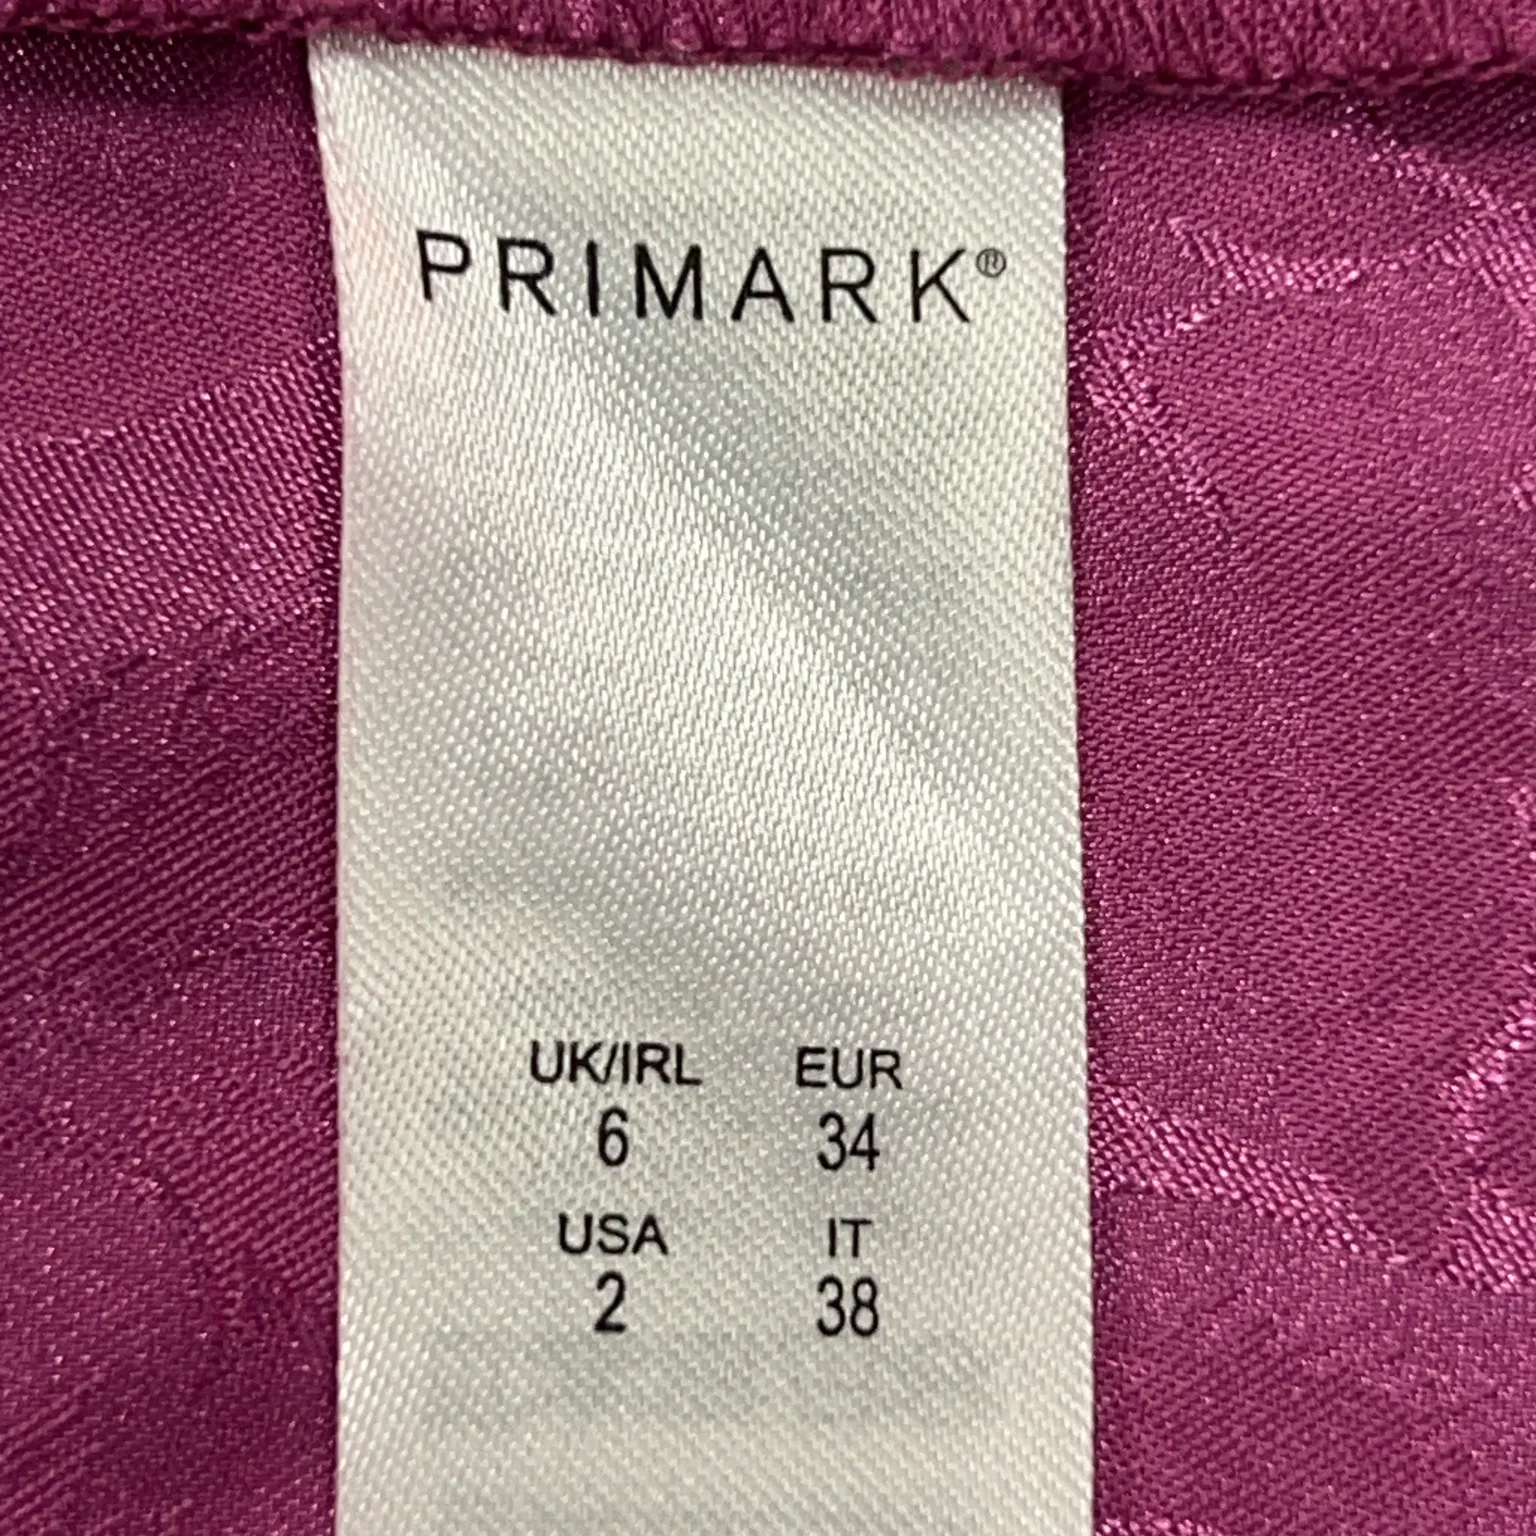 PRIMARK®
UK/IRL EUR
6 34
USA IT
2 38